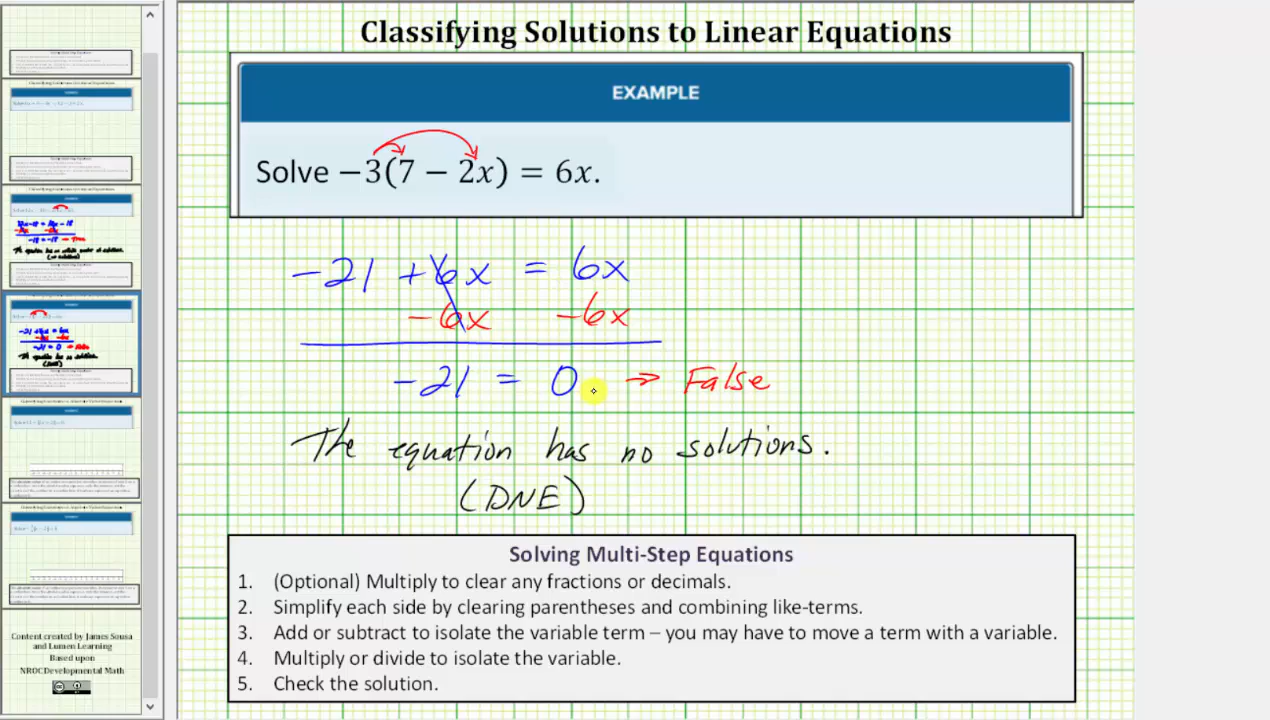 Classifying Solutions to Linear Equations
EXAMPLE
Solve −3(7 − 2x) = 6x.
-21 + 6x = 6x
-6x -6x
-21 = 0 → False
The equation has no solutions.
(DNE)
Solving Multi-Step Equations
1. (Optional) Multiply to clear any fractions or decimals.
2. Simplify each side by clearing parentheses and combining like-terms.
3. Add or subtract to isolate the variable term – you may have to move a term with a variable.
4. Multiply or divide to isolate the variable.
5. Check the solution.
Content created by James Sousa
and Lumen Learning
Based upon
NROCDevelopmental Math